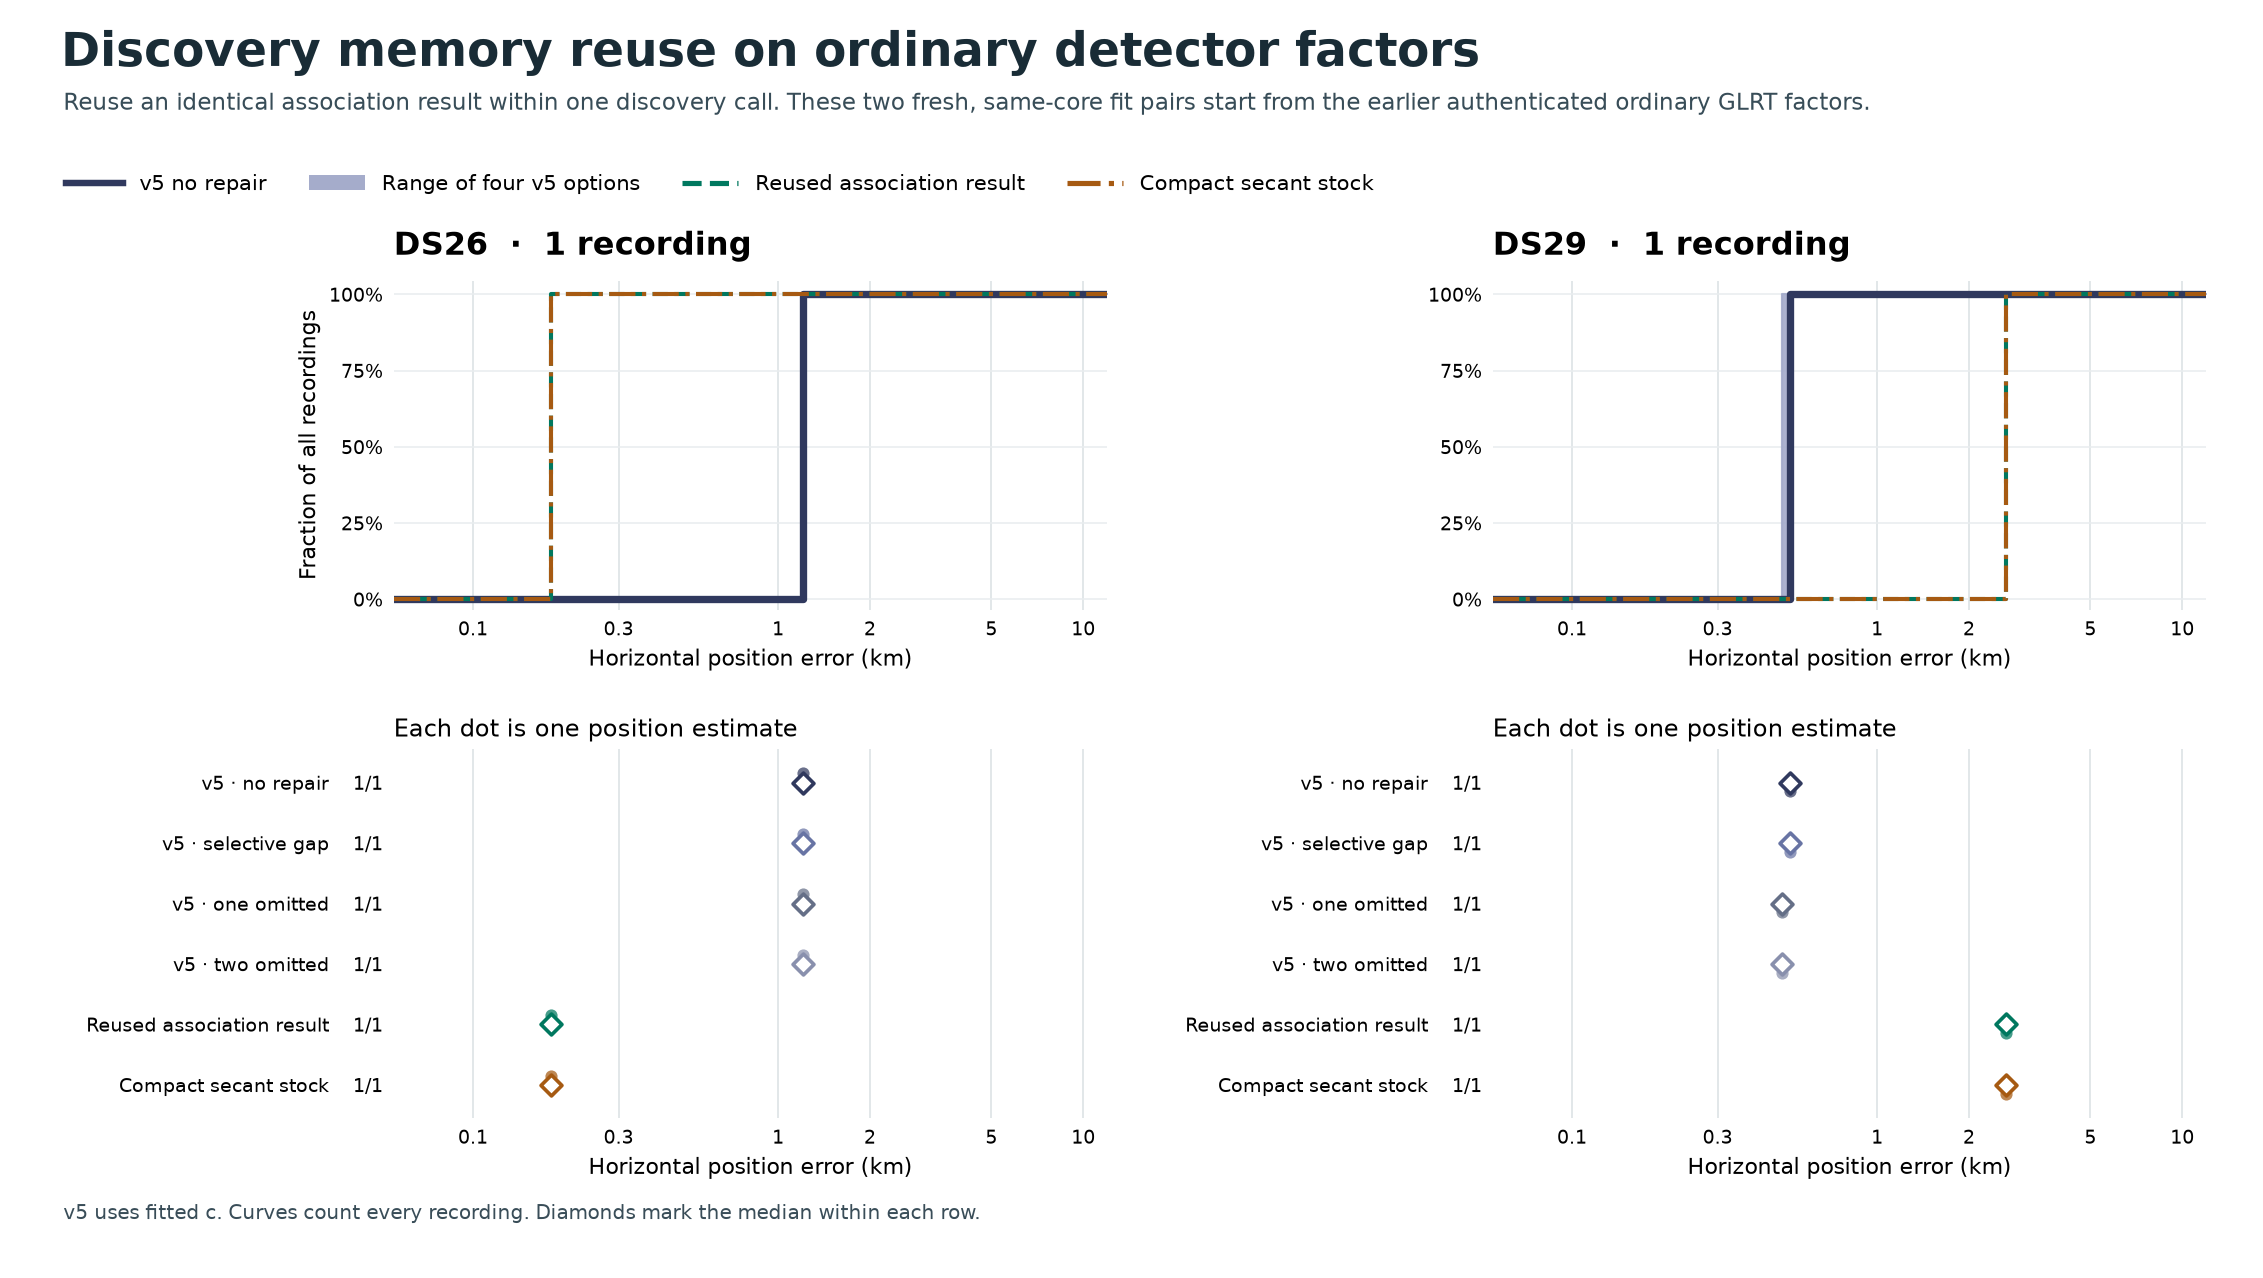 Discovery memory reuse on ordinary detector factors
Reuse an identical association result within one discovery call. These two fresh, same-core fit pairs start from the earlier authenticated ordinary GLRT factors.
v5 no repair
Range of four v5 options
Reused association result
Compact secant stock
DS26 · 1 recording
100%
75%
50%
25%
0%
Fraction of all recordings
0.1 0.3 1 2 5 10
Horizontal position error (km)
DS29 · 1 recording
100%
75%
50%
25%
0%
0.1 0.3 1 2 5 10
Horizontal position error (km)
Each dot is one position estimate
v5 · no repair 1/1
v5 · selective gap 1/1
v5 · one omitted 1/1
v5 · two omitted 1/1
Reused association result 1/1
Compact secant stock 1/1
0.1 0.3 1 2 5 10
Horizontal position error (km)
Each dot is one position estimate
v5 · no repair 1/1
v5 · selective gap 1/1
v5 · one omitted 1/1
v5 · two omitted 1/1
Reused association result 1/1
Compact secant stock 1/1
0.1 0.3 1 2 5 10
Horizontal position error (km)
v5 uses fitted c. Curves count every recording. Diamonds mark the median within each row.